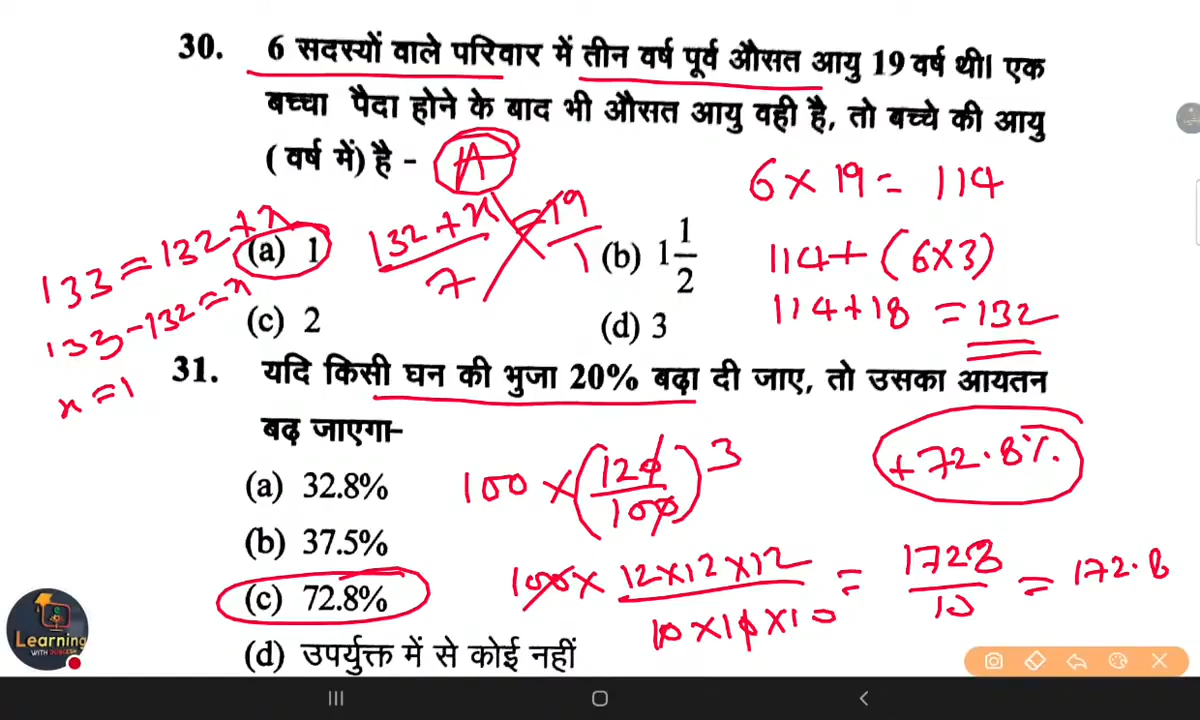 30. 6 सदस्यों वाले परिवार में तीन वर्ष पूर्व औसत आयु 19 वर्ष थी। एक
बच्चा पैदा होने के बाद भी औसत आयु वही है, तो बच्चे की आयु
( वर्ष में) है -
A
6 × 19 = 114
133 = 132 + x
(a) 1
132 + x
7
= 19
1
(b) 1 1/2
114 + (6×3)
133 - 132 = x
(c) 2
(d) 3
114 + 18 = 132
x = 1
31. यदि किसी घन की भुजा 20% बढ़ा दी जाए, तो उसका आयतन
बढ़ जाएगा-
+72.8%.
(a) 32.8%
100 × (120/100)3
(b) 37.5%
(c) 72.8%
100 × 12×12×12 = 1728 = 172.8
10 ×10×10 10
(d) उपर्युक्त में से कोई नहीं
Learning